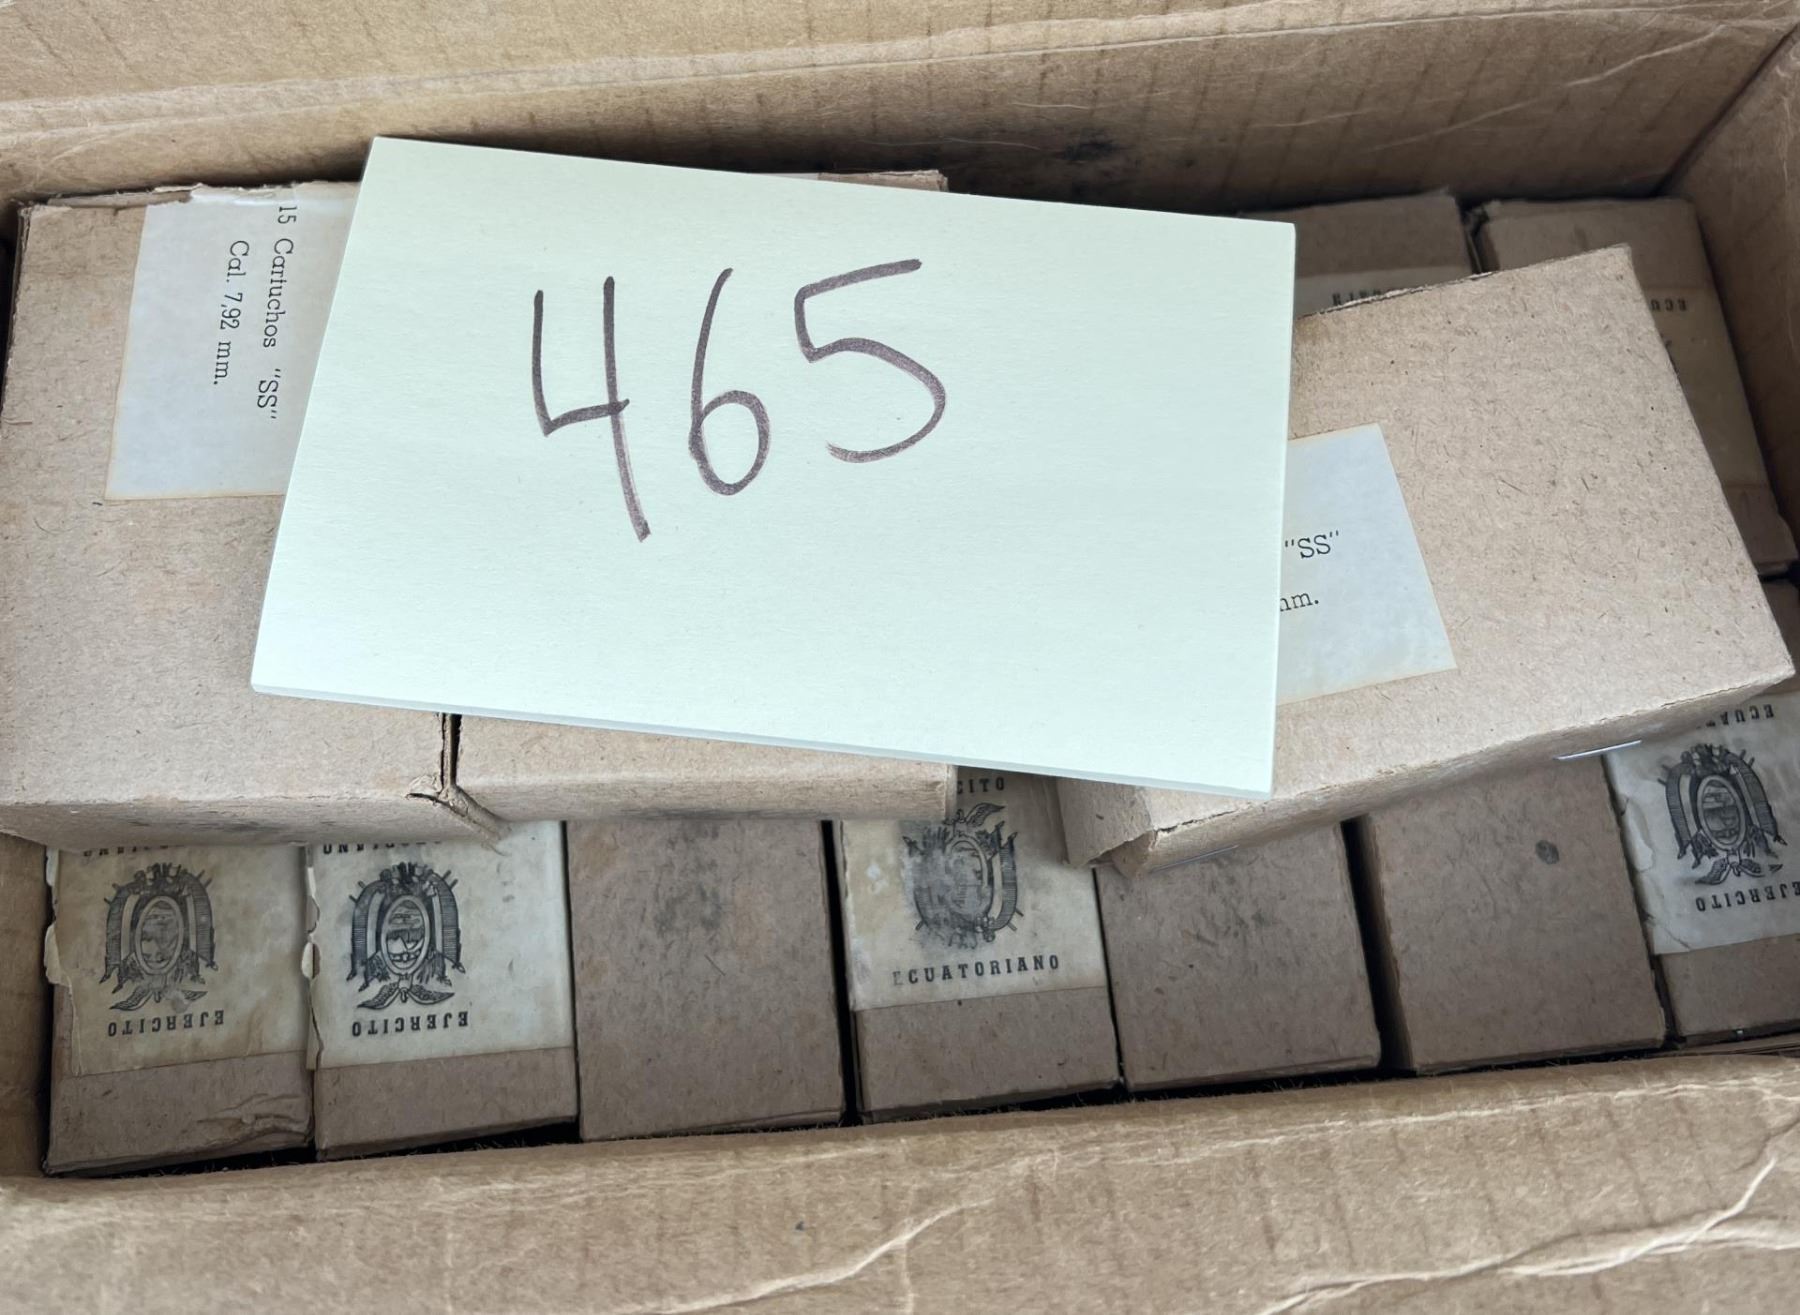 15 Cartuchos "SS"
Cal. 7,92 mm.
465
"SS"
mm.
ECUATORIANO
EJERCITO
EJERCITO
ECUATORIANO
EJERCITO